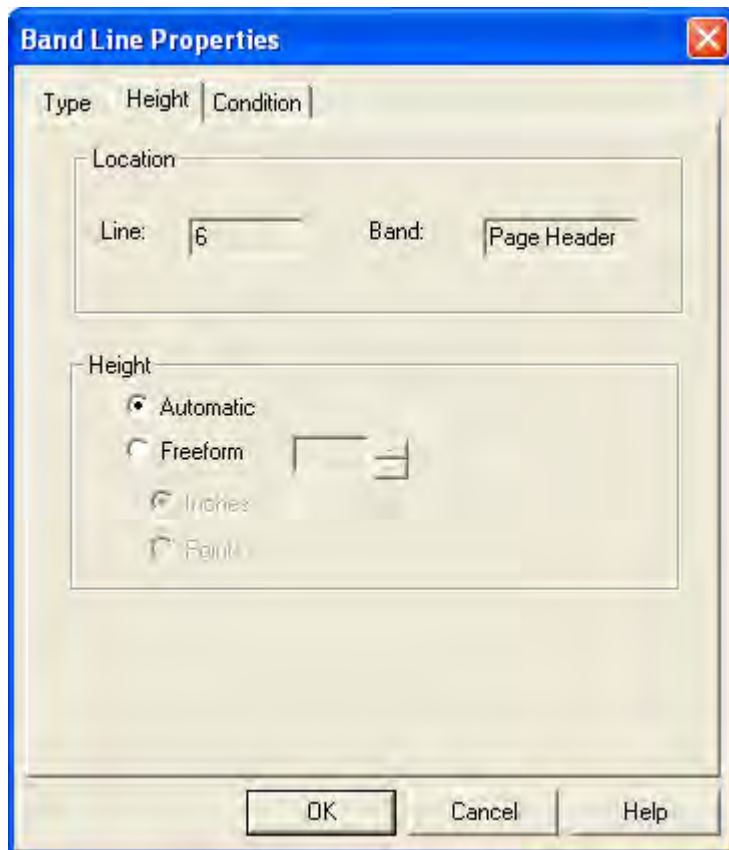 Band Line Properties
Type Height Condition
Location
Line: 6 Band: Page Header
Height
Automatic
Freeform
Inches
Points
OK Cancel Help